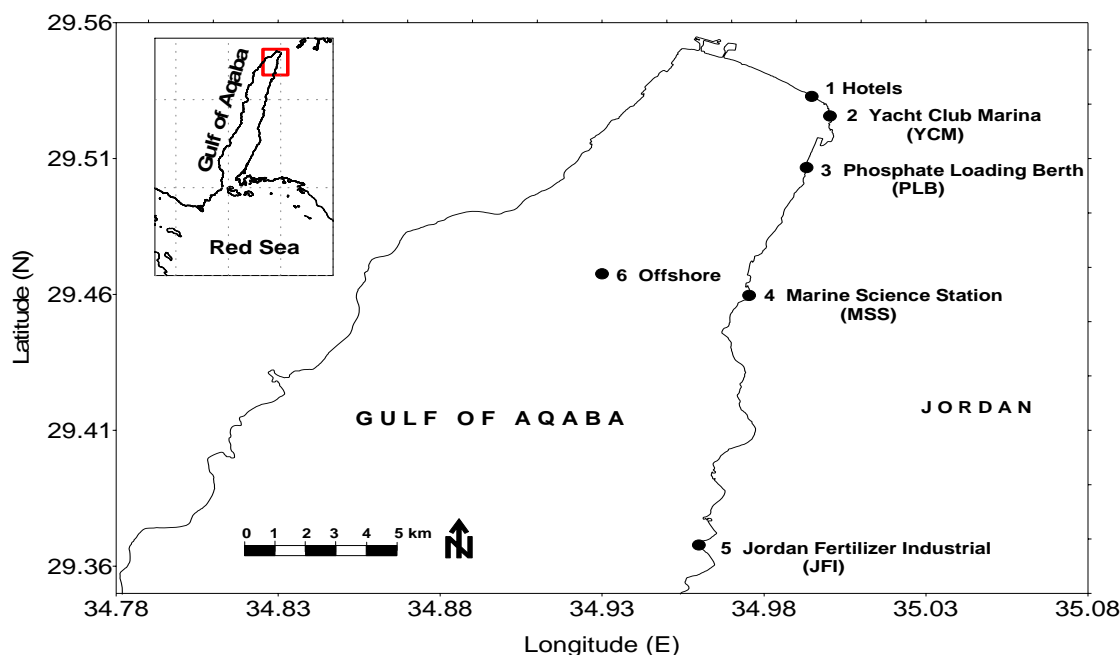 29.56
29.51
29.46
29.41
29.36
Latitude (N)
Gulf of Aqaba
Red Sea
1 Hotels
2 Yacht Club Marina
(YCM)
3 Phosphate Loading Berth
(PLB)
6 Offshore
4 Marine Science Station
(MSS)
GULF OF AQABA
JORDAN
0 1 2 3 4 5 km
N
5 Jordan Fertilizer Industrial
(JFI)
34.78 34.83 34.88 34.93 34.98 35.03 35.08
Longitude (E)